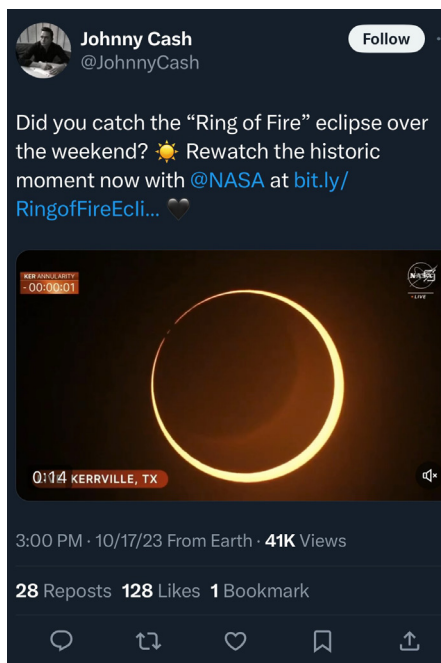 Johnny Cash
@JohnnyCash
Follow
Did you catch the “Ring of Fire” eclipse over
the weekend? ☀️ Rewatch the historic
moment now with @NASA at bit.ly/
RingofFireEcli... 🖤
KER ANNULARITY
- 00:00:01
NASA
LIVE
0:14 KERRVILLE, TX
3:00 PM · 10/17/23 From Earth · 41K Views
28 Reposts 128 Likes 1 Bookmark